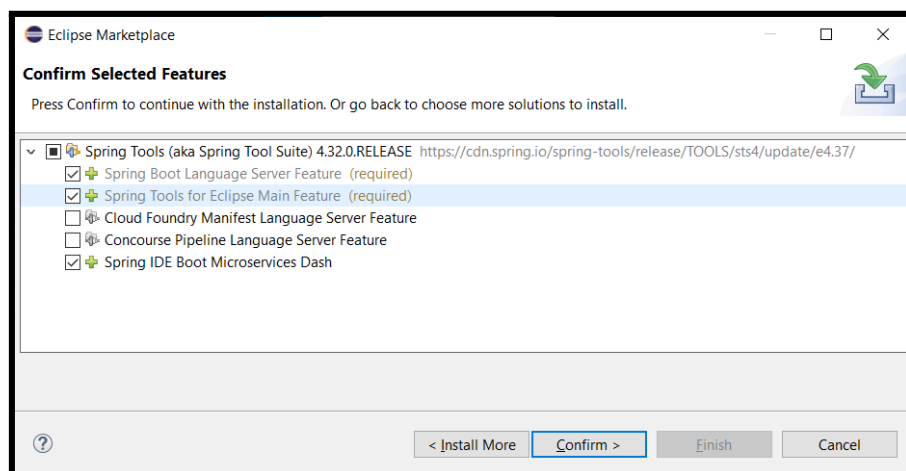 Eclipse Marketplace
Confirm Selected Features
Press Confirm to continue with the installation. Or go back to choose more solutions to install.
Spring Tools (aka Spring Tool Suite) 4.32.0.RELEASE https://cdn.spring.io/spring-tools/release/TOOLS/sts4/update/e4.37/
Spring Boot Language Server Feature (required)
Spring Tools for Eclipse Main Feature (required)
Cloud Foundry Manifest Language Server Feature
Concourse Pipeline Language Server Feature
Spring IDE Boot Microservices Dash
? < Install More Confirm > Finish Cancel